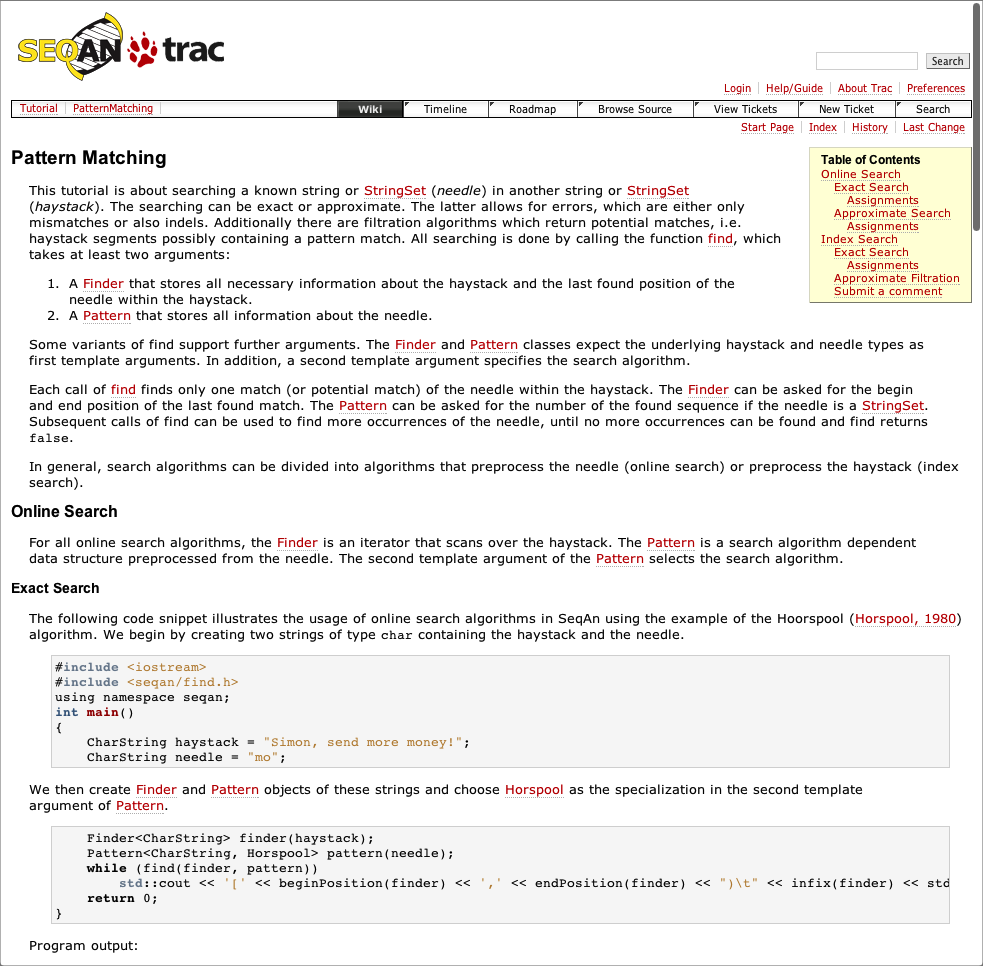 SEQAN trac
Search
Login Help/Guide About Trac Preferences
Tutorial PatternMatching Wiki Timeline Roadmap Browse Source View Tickets New Ticket Search
Start Page Index History Last Change
Pattern Matching
Table of Contents
Online Search
Exact Search
Assignments
Approximate Search
Assignments
Index Search
Exact Search
Assignments
Approximate Filtration
Submit a comment
This tutorial is about searching a known string or StringSet (needle) in another string or StringSet
(haystack). The searching can be exact or approximate. The latter allows for errors, which are either only
mismatches or also indels. Additionally there are filtration algorithms which return potential matches, i.e.
haystack segments possibly containing a pattern match. All searching is done by calling the function find, which
takes at least two arguments:
1. A Finder that stores all necessary information about the haystack and the last found position of the
needle within the haystack.
2. A Pattern that stores all information about the needle.
Some variants of find support further arguments. The Finder and Pattern classes expect the underlying haystack and needle types as
first template arguments. In addition, a second template argument specifies the search algorithm.
Each call of find finds only one match (or potential match) of the needle within the haystack. The Finder can be asked for the begin
and end position of the last found match. The Pattern can be asked for the number of the found sequence if the needle is a StringSet.
Subsequent calls of find can be used to find more occurrences of the needle, until no more occurrences can be found and find returns
false.
In general, search algorithms can be divided into algorithms that preprocess the needle (online search) or preprocess the haystack (index
search).
Online Search
For all online search algorithms, the Finder is an iterator that scans over the haystack. The Pattern is a search algorithm dependent
data structure preprocessed from the needle. The second template argument of the Pattern selects the search algorithm.
Exact Search
The following code snippet illustrates the usage of online search algorithms in SeqAn using the example of the Hoorspool (Horspool, 1980)
algorithm. We begin by creating two strings of type char containing the haystack and the needle.
#include <iostream>
#include <seqan/find.h>
using namespace seqan;
int main()
{
CharString haystack = "Simon, send more money!";
CharString needle = "mo";
We then create Finder and Pattern objects of these strings and choose Horspool as the specialization in the second template
argument of Pattern.
Finder<CharString> finder(haystack);
Pattern<CharString, Horspool> pattern(needle);
while (find(finder, pattern))
std::cout << '[' << beginPosition(finder) << ',' << endPosition(finder) << ")\t" << infix(finder) << std
return 0;
}
Program output: